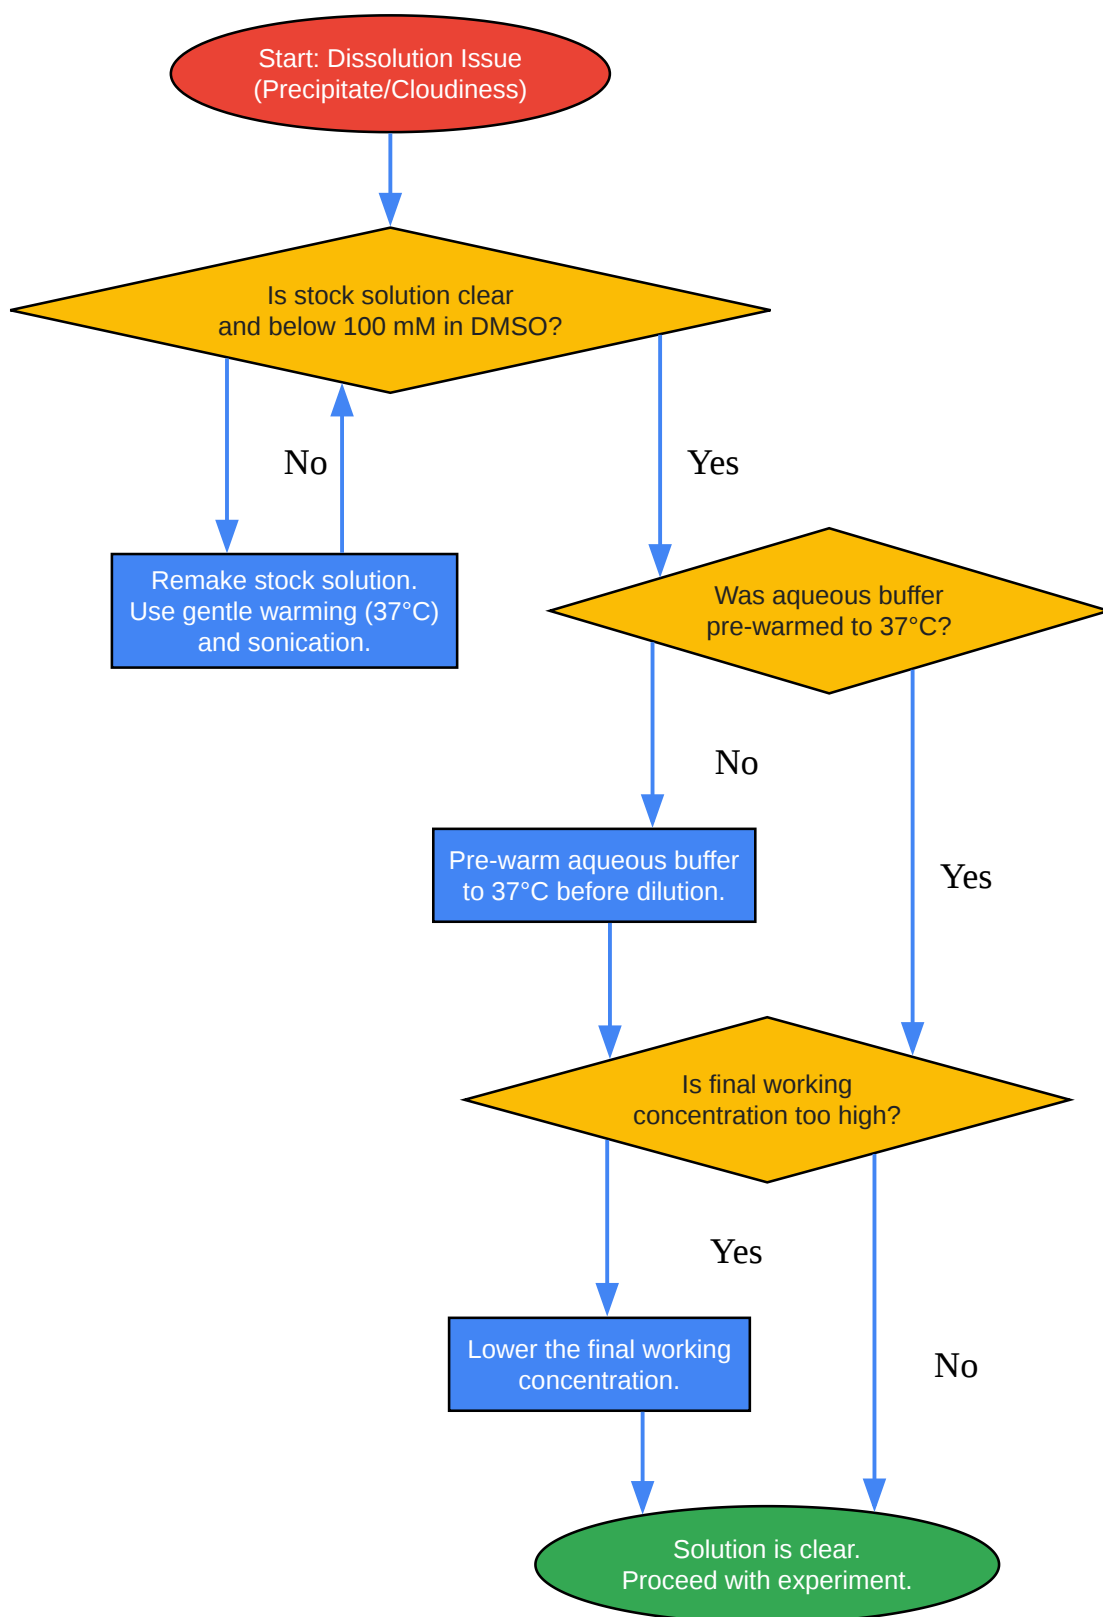 Start: Dissolution Issue
(Precipitate/Cloudiness)
Is stock solution clear
and below 100 mM in DMSO?
No
Yes
Remake stock solution.
Use gentle warming (37°C)
and sonication.
Was aqueous buffer
pre-warmed to 37°C?
No
Yes
Pre-warm aqueous buffer
to 37°C before dilution.
Is final working
concentration too high?
Yes
No
Lower the final working
concentration.
Solution is clear.
Proceed with experiment.